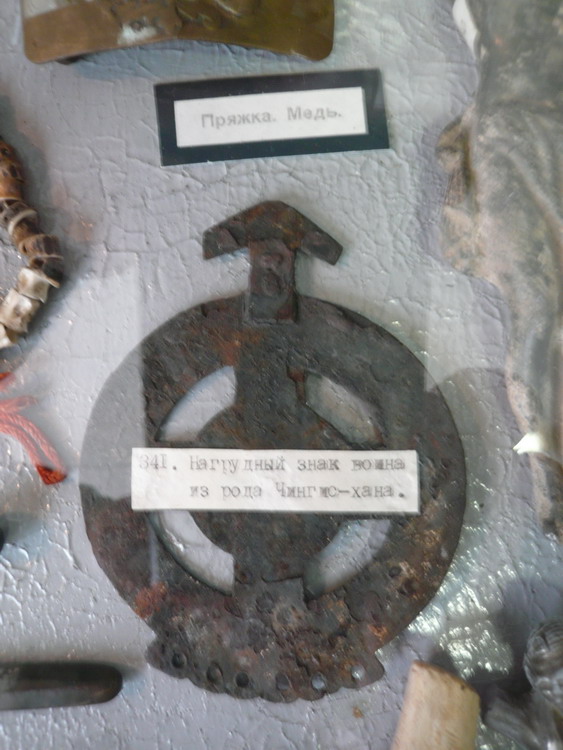 Пряжка. Медь.
341. Нагрудный знак воина
из рода Чингис-хана.